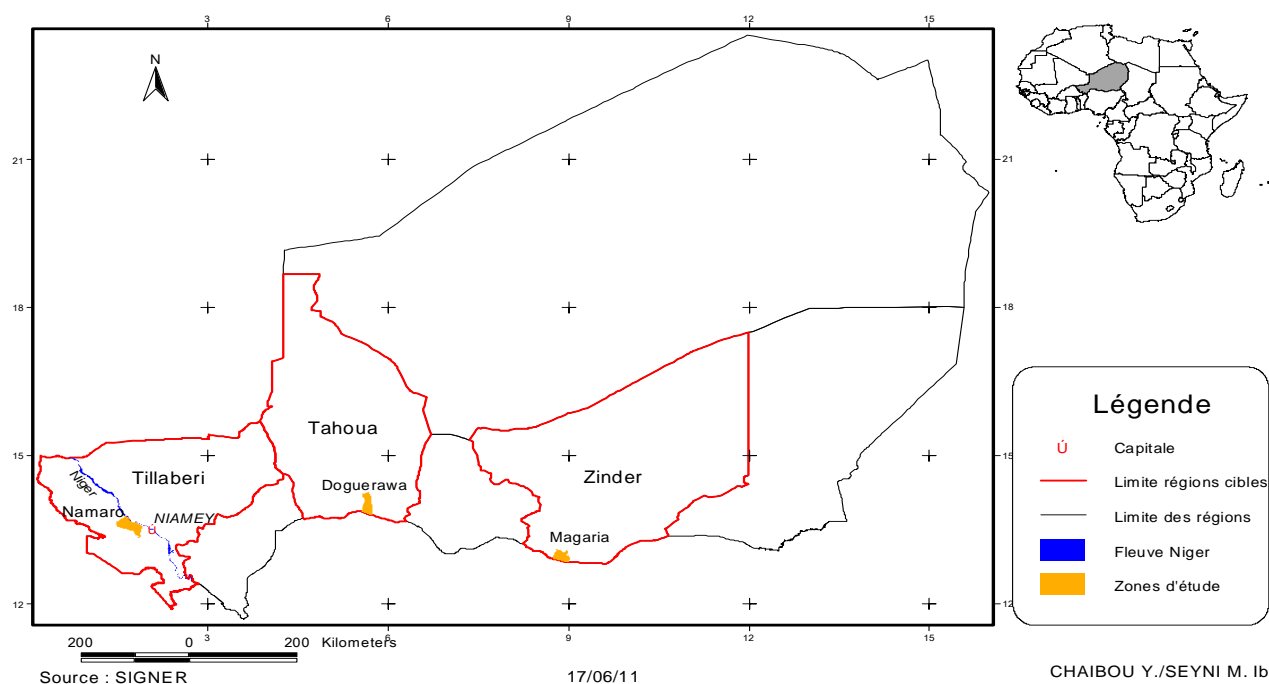 3 6 9 12 15
N
21 21
18 18
15 15
Tahoua
Tillaberi
Zinder
Niger
Doguerawa
Namaro
NIAMEY
Magaria
12 12
3 6 9 12 15
200 0 200 Kilometers
Source : SIGNER
17/06/11
CHAIBOU Y./SEYNI M. Ib
Légende
Ú Capitale
Limite régions cibles
Limite des régions
Fleuve Niger
Zones d'étude